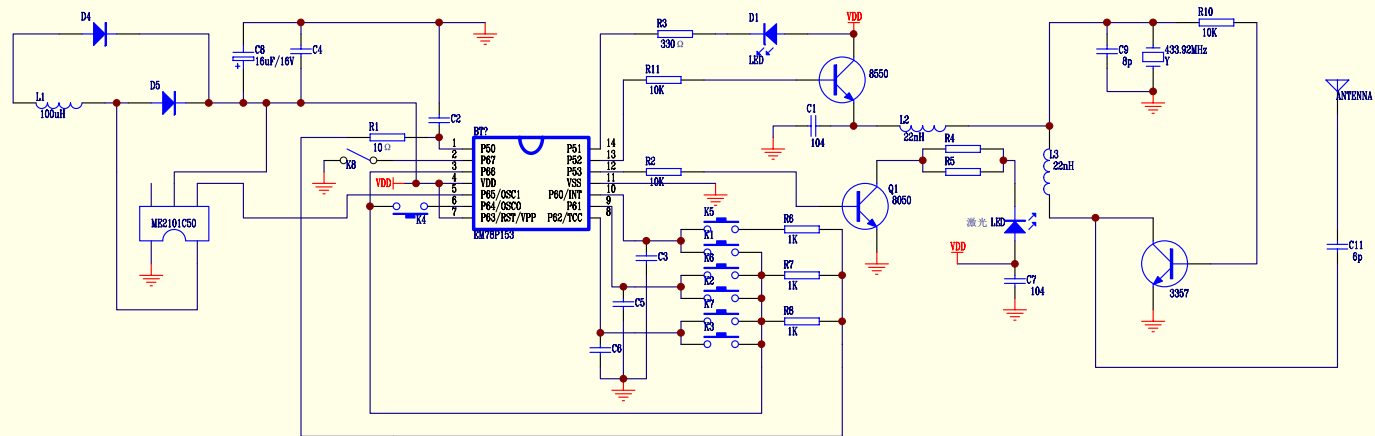 D4
C8
16uF/16V
C4
L1
100uH
D5
C2
R1
10Ω
K8
VDD
ME2101C50
BT?
1 P50
2 P67
3 P66
4 VDD
5 P65/OSC1
6 P64/OSCO
7 P63/RST/VPP
P51 14
P52 13
P53 12
VSS 11
P60/INT 10
P61 9
P62/TCC 8
EM78P153
K4
R3
330Ω
D1
LED
VDD
R11
10K
8550
C1
104
L2
22nH
R2
10K
R4
R5
Q1
8050
K5
K1
K6
K2
K7
K3
R6
1K
R7
1K
R8
1K
C3
C5
C6
激光 LED
VDD
C7
104
L3
22nH
C9
8p
433.92MHz
Y
R10
10K
3357
ANTENNA
C11
6p